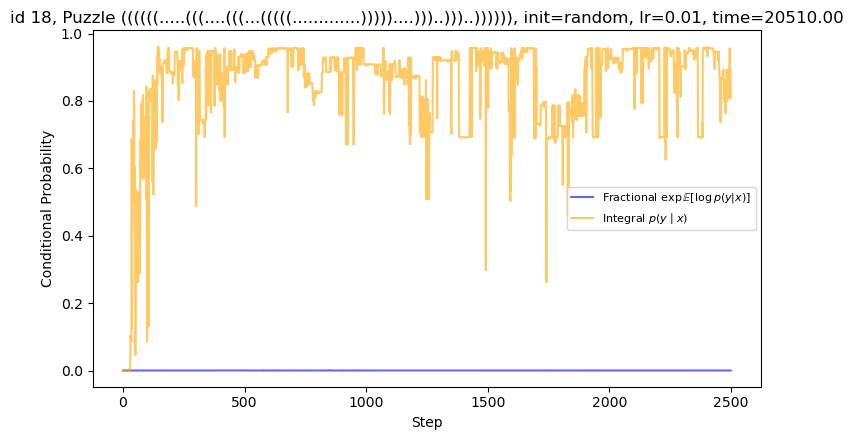 id 18, Puzzle ((((((.....(((....(((...(((((.............)))))....)))..)))..)))))), init=random, lr=0.01, time=20510.00
Conditional Probability
1.0
0.8
0.6
0.4
0.2
0.0
Fractional exp𝔼[log p(y|x)]
Integral p(y | x)
0 500 1000 1500 2000 2500
Step